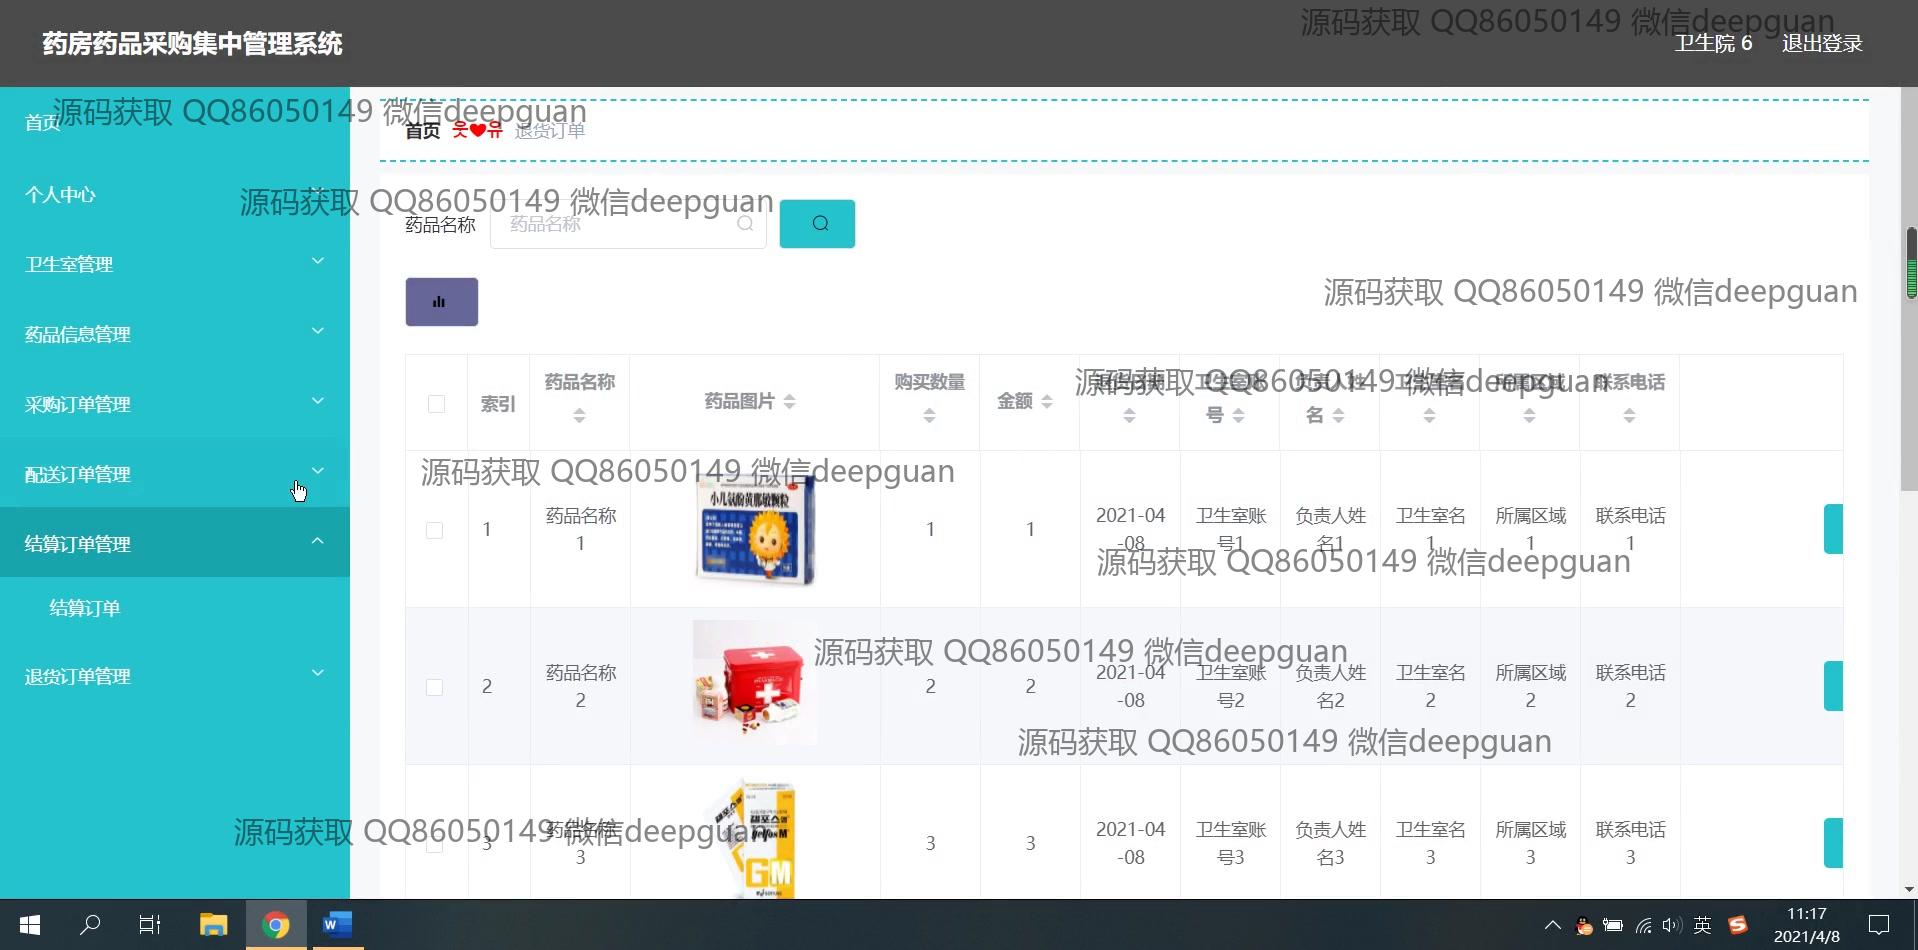 源码获取 QQ86050149 微信deepguan
药房药品采购集中管理系统
卫生院 6
退出登录
源码获取 QQ86050149 微信deepguan
首页
首页
退货订单
个人中心
源码获取 QQ86050149 微信deepguan
药品名称
药品名称
卫生室管理
源码获取 QQ86050149 微信deepguan
药品信息管理
采购订单管理
索引
药品名称
药品图片
购买数量
金额
源码获取 QQ86050149 微信deepguan
退货日期
卫生室账号
负责人姓名
卫生室名
所属区域
联系电话
配送订单管理
源码获取 QQ86050149 微信deepguan
小儿氨酚黄那敏颗粒
1
药品名称1
1
1
2021-04-08
卫生室账号1
负责人姓名1
卫生室名1
所属区域1
联系电话1
结算订单管理
源码获取 QQ86050149 微信deepguan
结算订单
退货订单管理
源码获取 QQ86050149 微信deepguan
2
药品名称2
2
2
2021-04-08
卫生室账号2
负责人姓名2
卫生室名2
所属区域2
联系电话2
源码获取 QQ86050149 微信deepguan
源码获取 QQ86050149 微信deepguan
3
药品名称3
겔포스엠
Gelfos M
GM
3
3
2021-04-08
卫生室账号3
负责人姓名3
卫生室名3
所属区域3
联系电话3
W
英
11:17
2021/4/8